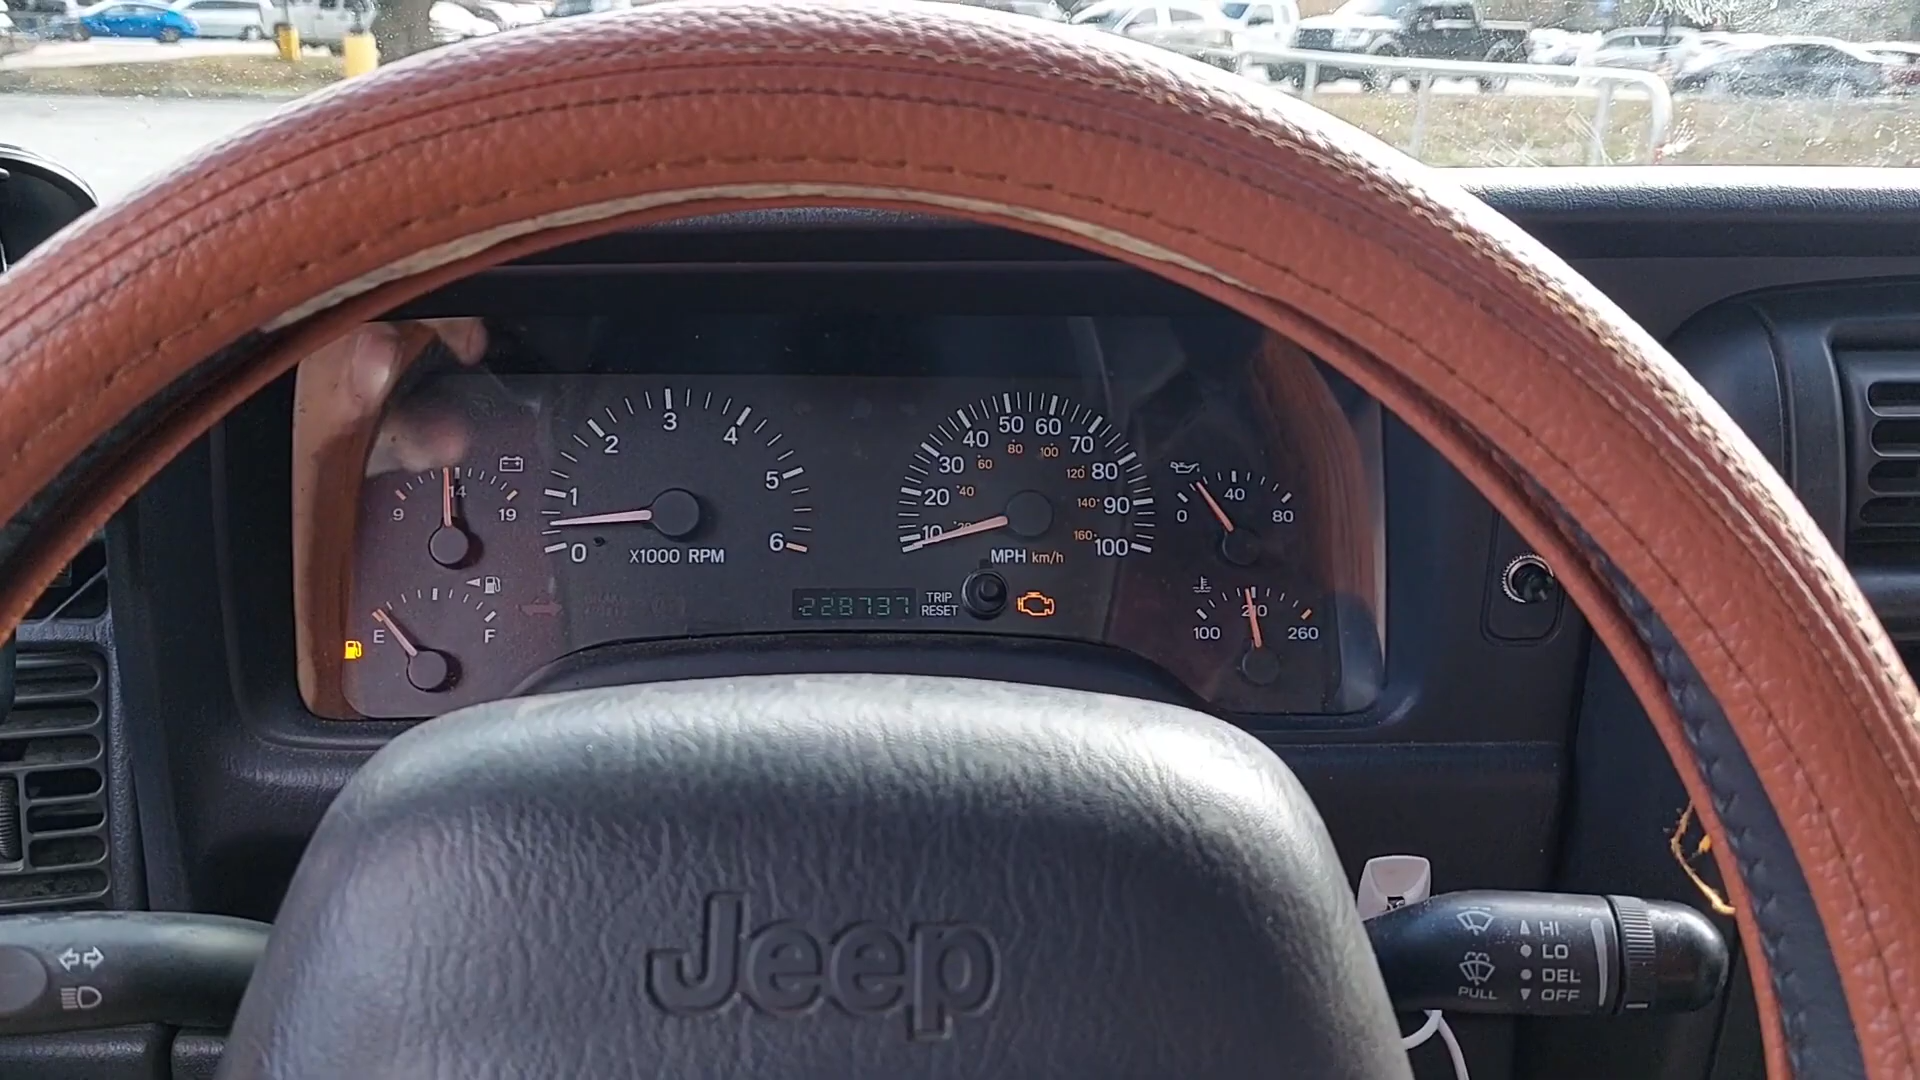 9 14 19
E F
0 1 2 3 4 5 6
X1000 RPM
10 20 30 40 50 60 70 80 90 100
20 40 60 80 100 120 140 160
MPH km/h
228737
TRIP
RESET
0 40 80
100 210 260
Jeep
HI
LO
DEL
OFF
PULL